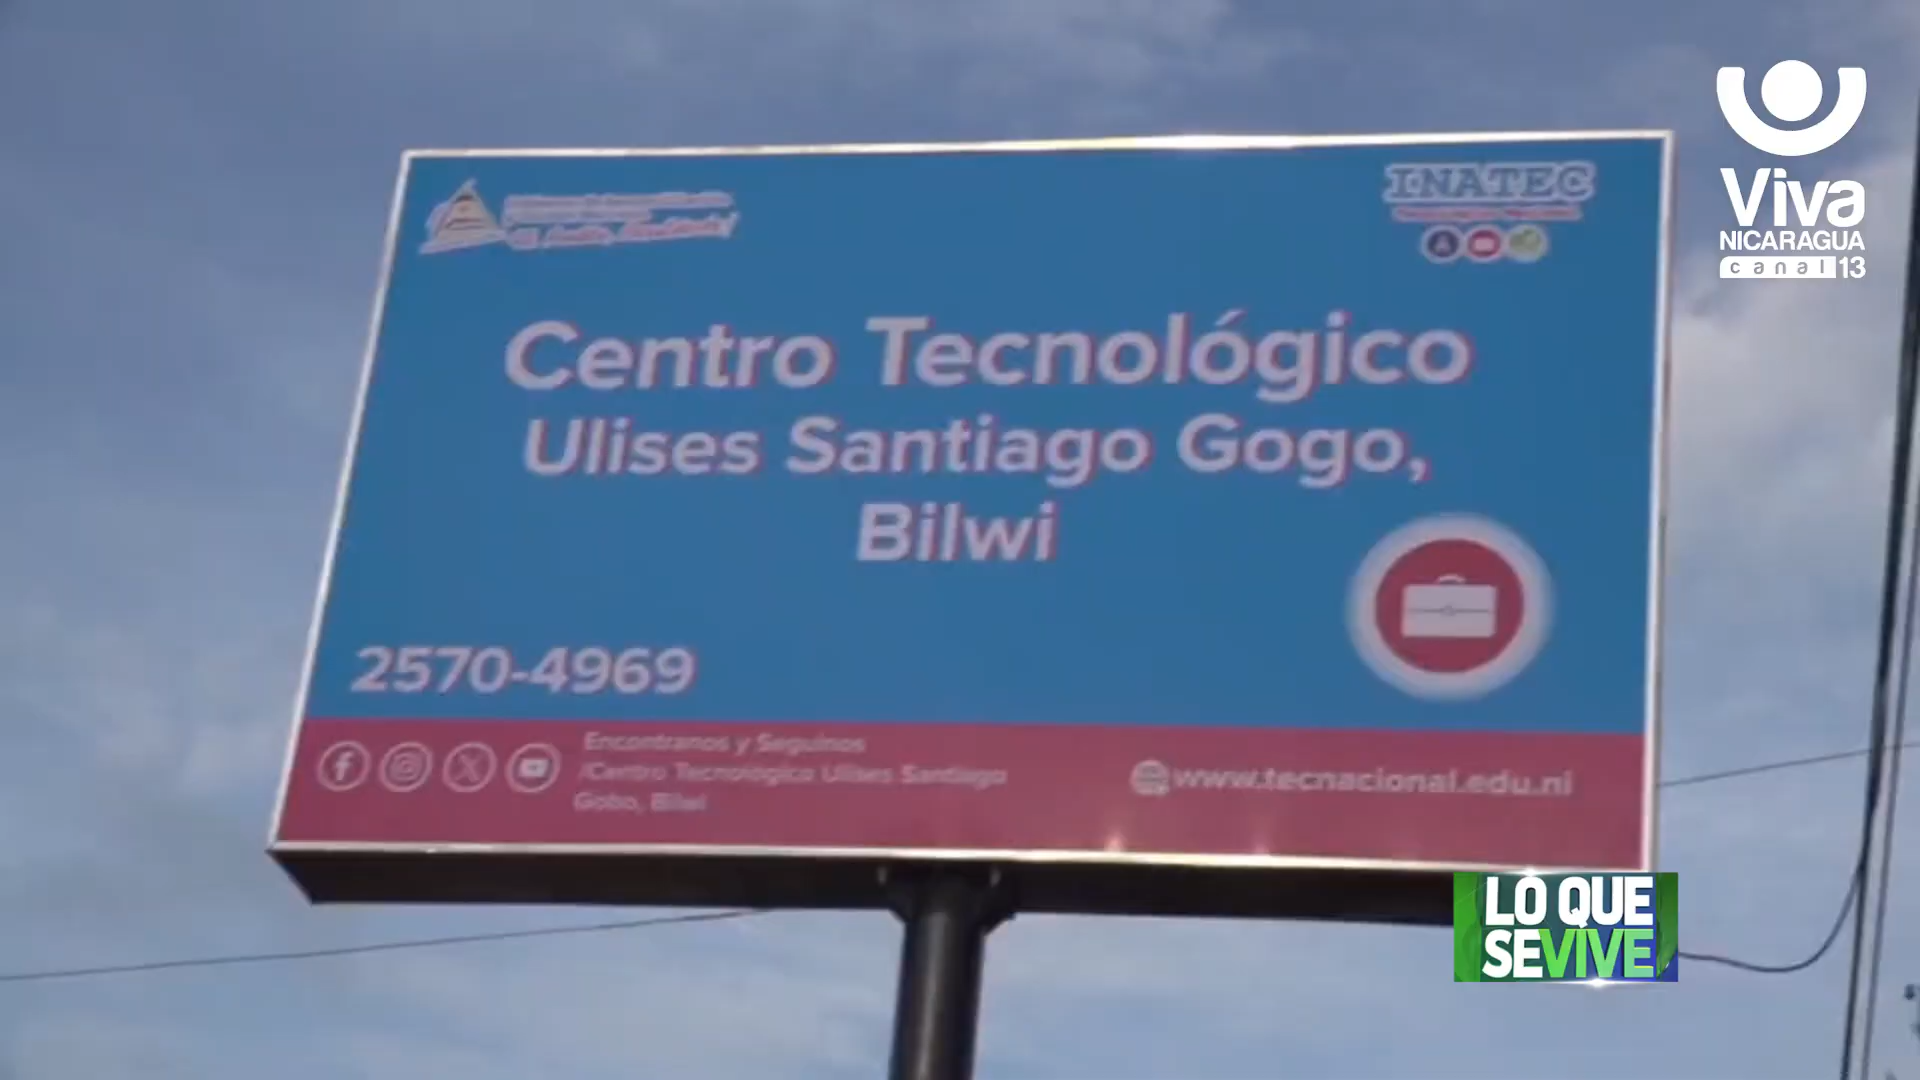 Viva
NICARAGUA
canal 13
INATEC
Centro Tecnológico
Ulises Santiago Gogo,
Bilwi
2570-4969
Encontranos y Seguinos
/Centro Tecnológico Ulises Santiago
Bilwi
www.tecnacional.edu.ni
LO QUE
SE VIVE